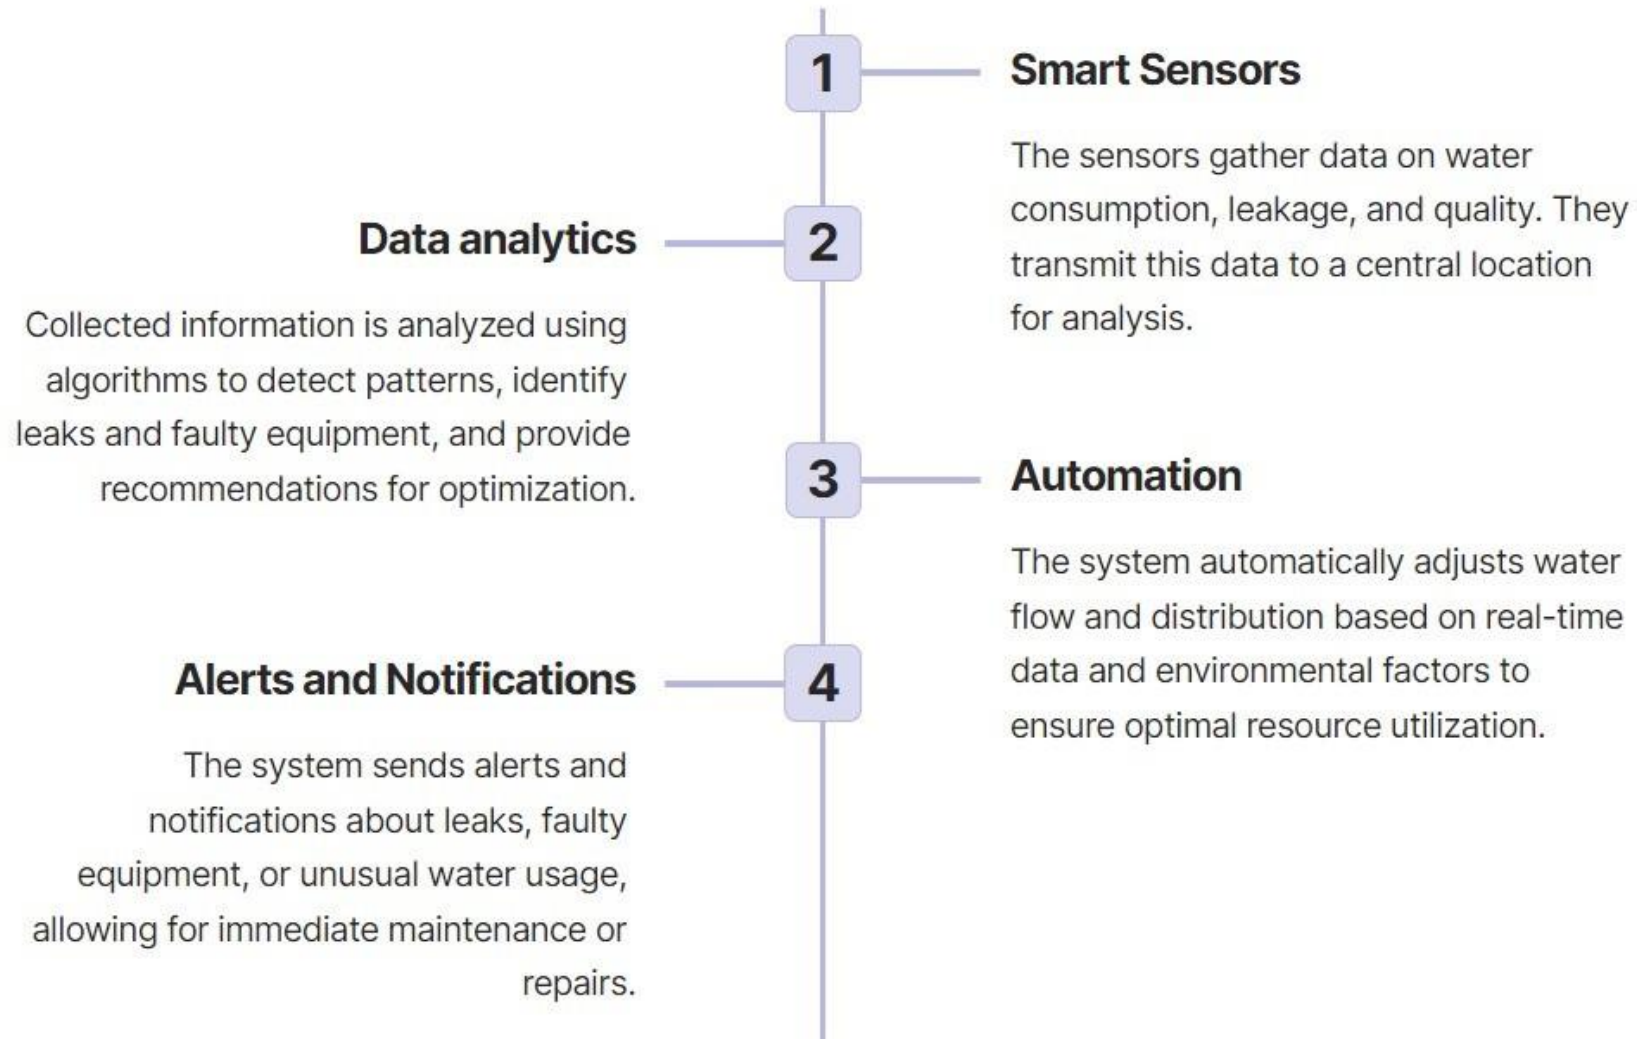 1
Smart Sensors
The sensors gather data on water
consumption, leakage, and quality. They
transmit this data to a central location
for analysis.
2
Data analytics
Collected information is analyzed using
algorithms to detect patterns, identify
leaks and faulty equipment, and provide
recommendations for optimization.
3
Automation
The system automatically adjusts water
flow and distribution based on real-time
data and environmental factors to
ensure optimal resource utilization.
4
Alerts and Notifications
The system sends alerts and
notifications about leaks, faulty
equipment, or unusual water usage,
allowing for immediate maintenance or
repairs.